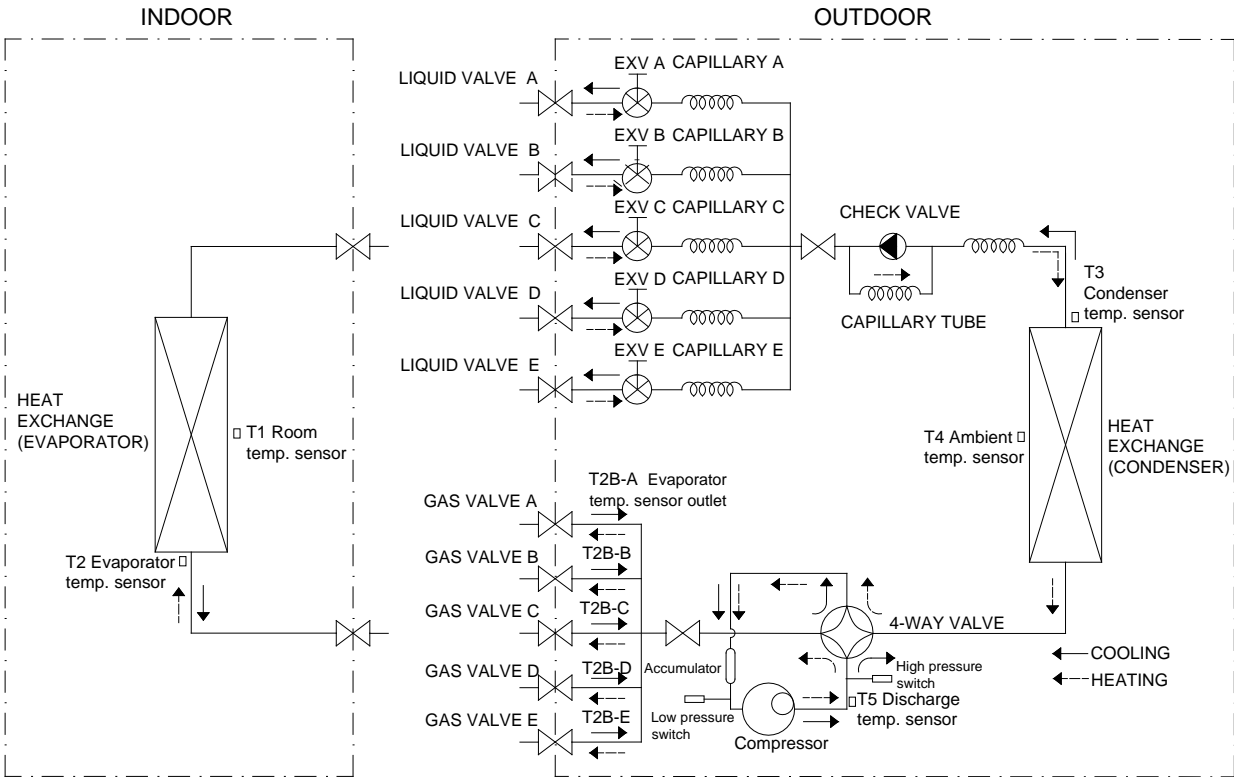 INDOOR
OUTDOOR
LIQUID VALVE A
EXV A CAPILLARY A
LIQUID VALVE B
EXV B CAPILLARY B
LIQUID VALVE C
EXV C CAPILLARY C
LIQUID VALVE D
EXV D CAPILLARY D
LIQUID VALVE E
EXV E CAPILLARY E
CHECK VALVE
CAPILLARY TUBE
T3
Condenser
temp. sensor
HEAT
EXCHANGE
(EVAPORATOR)
T1 Room
temp. sensor
T4 Ambient
temp. sensor
HEAT
EXCHANGE
(CONDENSER)
T2 Evaporator
temp. sensor
GAS VALVE A
T2B-A Evaporator
temp. sensor outlet
GAS VALVE B
T2B-B
GAS VALVE C
T2B-C
GAS VALVE D
T2B-D
GAS VALVE E
T2B-E
4-WAY VALVE
Accumulator
High pressure
switch
Low pressure
switch
T5 Discharge
temp. sensor
Compressor
COOLING
HEATING